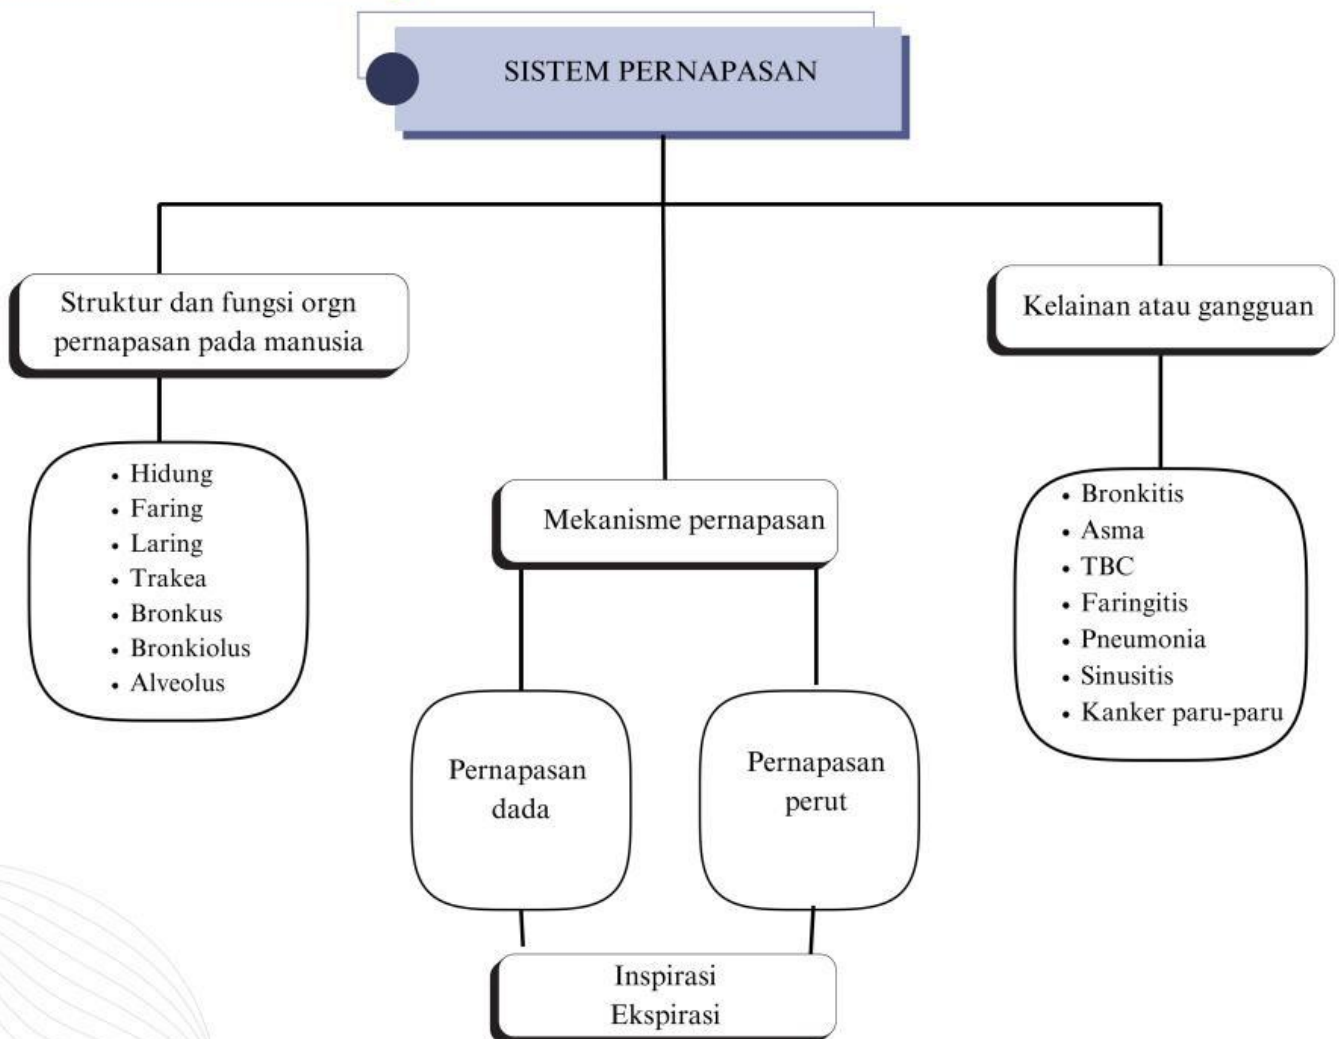 SISTEM PERNAPASAN
Struktur dan fungsi orgn
pernapasan pada manusia
• Hidung
• Faring
• Laring
• Trakea
• Bronkus
• Bronkiolus
• Alveolus
Mekanisme pernapasan
Pernapasan
dada
Pernapasan
perut
Inspirasi
Ekspirasi
Kelainan atau gangguan
• Bronkitis
• Asma
• TBC
• Faringitis
• Pneumonia
• Sinusitis
• Kanker paru-paru